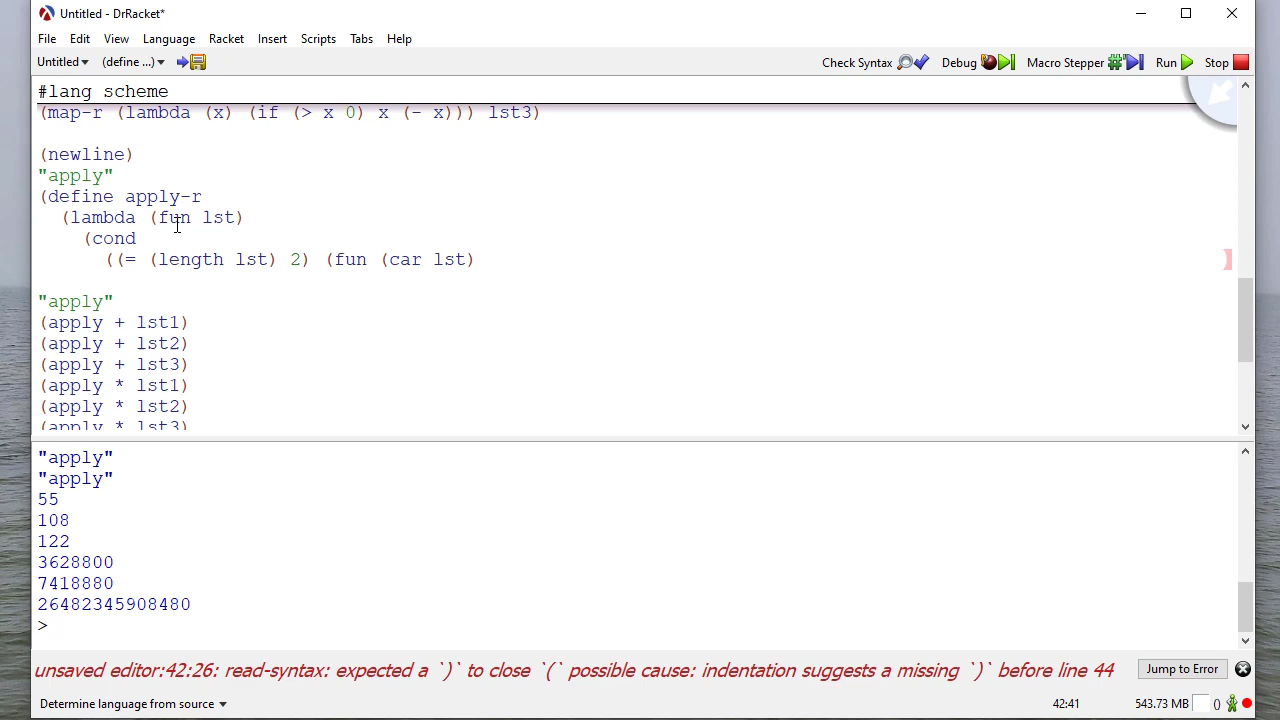 Untitled - DrRacket*
File Edit View Language Racket Insert Scripts Tabs Help
Untitled (define ...) Check Syntax Debug Macro Stepper Run Stop
#lang scheme
(map-r (lambda (x) (if (> x 0) x (- x))) lst3)
(newline)
"apply"
(define apply-r
(lambda (fun lst)
(cond
((= (length lst) 2) (fun (car lst)
"apply"
(apply + lst1)
(apply + lst2)
(apply + lst3)
(apply * lst1)
(apply * lst2)
(apply * lst3)
"apply"
"apply"
55
108
122
3628800
7418880
26482345908480
>
unsaved editor:42:26: read-syntax: expected a `)` to close `(` possible cause: indentation suggests a missing `)` before line 44 Jump to Error
Determine language from source 42:41 543.73 MB